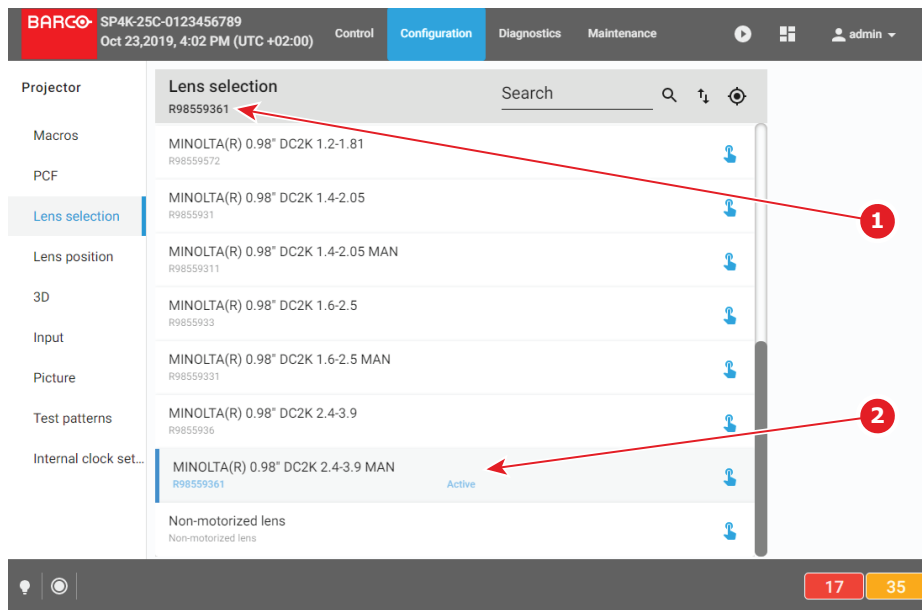 BARCO
SP4K-25C-0123456789
Oct 23,2019, 4:02 PM (UTC +02:00)
Control
Configuration
Diagnostics
Maintenance
admin
Projector
Macros
PCF
Lens selection
Lens position
3D
Input
Picture
Test patterns
Internal clock set...
Lens selection
R98559361
Search
MINOLTA(R) 0.98" DC2K 1.2-1.81
R98559572
MINOLTA(R) 0.98" DC2K 1.4-2.05
R9855931
MINOLTA(R) 0.98" DC2K 1.4-2.05 MAN
R98559311
MINOLTA(R) 0.98" DC2K 1.6-2.5
R9855933
MINOLTA(R) 0.98" DC2K 1.6-2.5 MAN
R98559331
MINOLTA(R) 0.98" DC2K 2.4-3.9
R9855936
MINOLTA(R) 0.98" DC2K 2.4-3.9 MAN
R98559361 Active
Non-motorized lens
Non-motorized lens
1
2
17
35